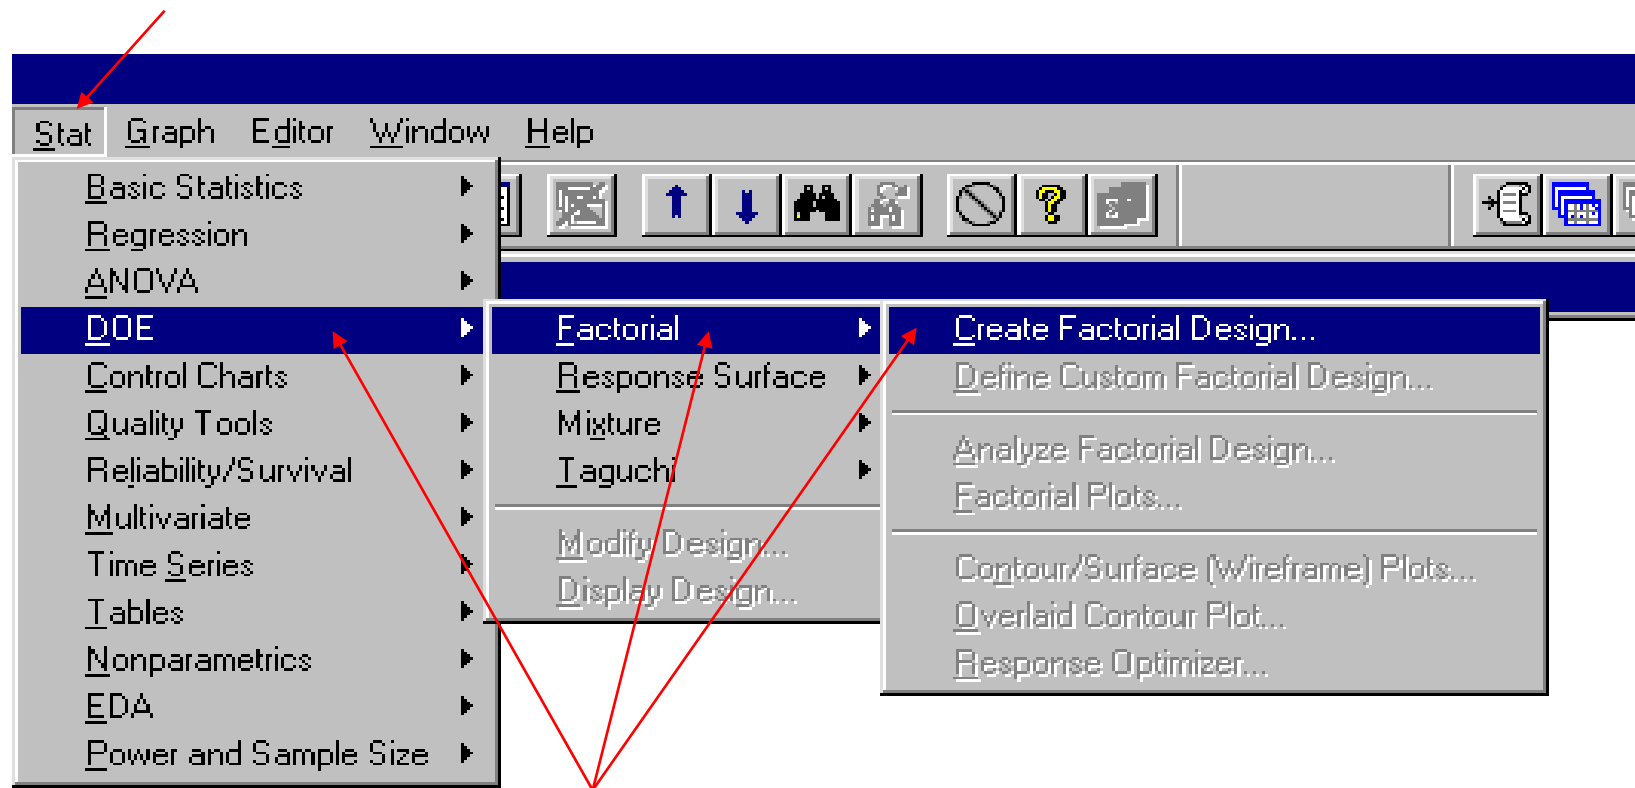 Stat Graph Editor Window Help
Basic Statistics
Regression
ANOVA
DOE
Control Charts
Quality Tools
Reliability/Survival
Multivariate
Time Series
Tables
Nonparametrics
EDA
Power and Sample Size
Factorial
Response Surface
Mixture
Taguchi
Modify Design...
Display Design...
Create Factorial Design...
Define Custom Factorial Design...
Analyze Factorial Design...
Factorial Plots...
Contour/Surface (Wireframe) Plots...
Overlaid Contour Plot...
Response Optimizer...